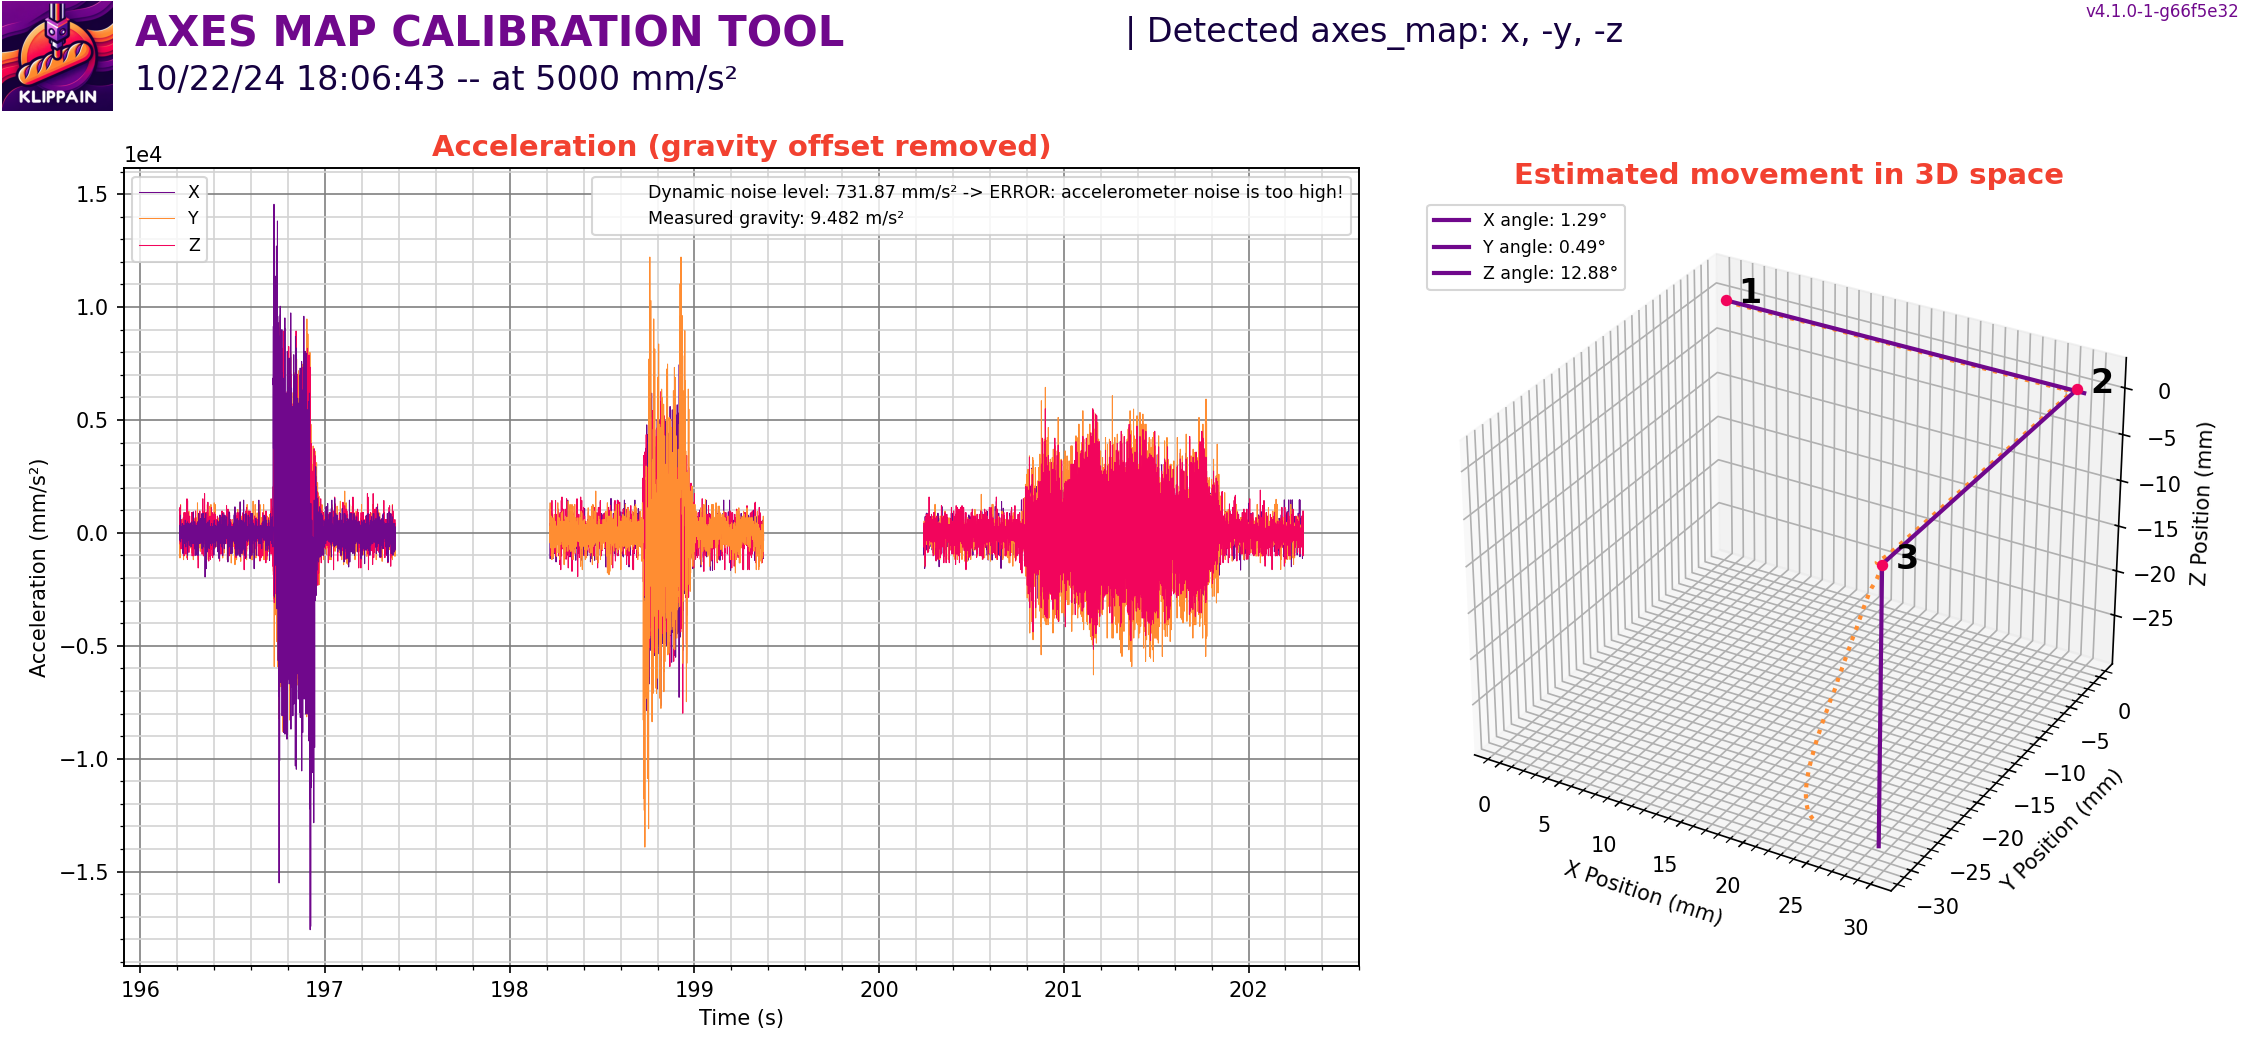 KLIPPAIN
AXES MAP CALIBRATION TOOL
10/22/24 18:06:43 -- at 5000 mm/s²
| Detected axes_map: x, -y, -z
v4.1.0-1-g66f5e32
Acceleration (gravity offset removed)
1e4
X
Y
Z
Dynamic noise level: 731.87 mm/s² -> ERROR: accelerometer noise is too high!
Measured gravity: 9.482 m/s²
Acceleration (mm/s²)
1.5
1.0
0.5
0.0
−0.5
−1.0
−1.5
196
197
198
199
200
201
202
Time (s)
Estimated movement in 3D space
X angle: 1.29°
Y angle: 0.49°
Z angle: 12.88°
1
2
3
0
−5
−10
−15
−20
−25
Z Position (mm)
0
−5
−10
−15
−20
−25
−30
Y Position (mm)
0
5
10
15
20
25
30
X Position (mm)